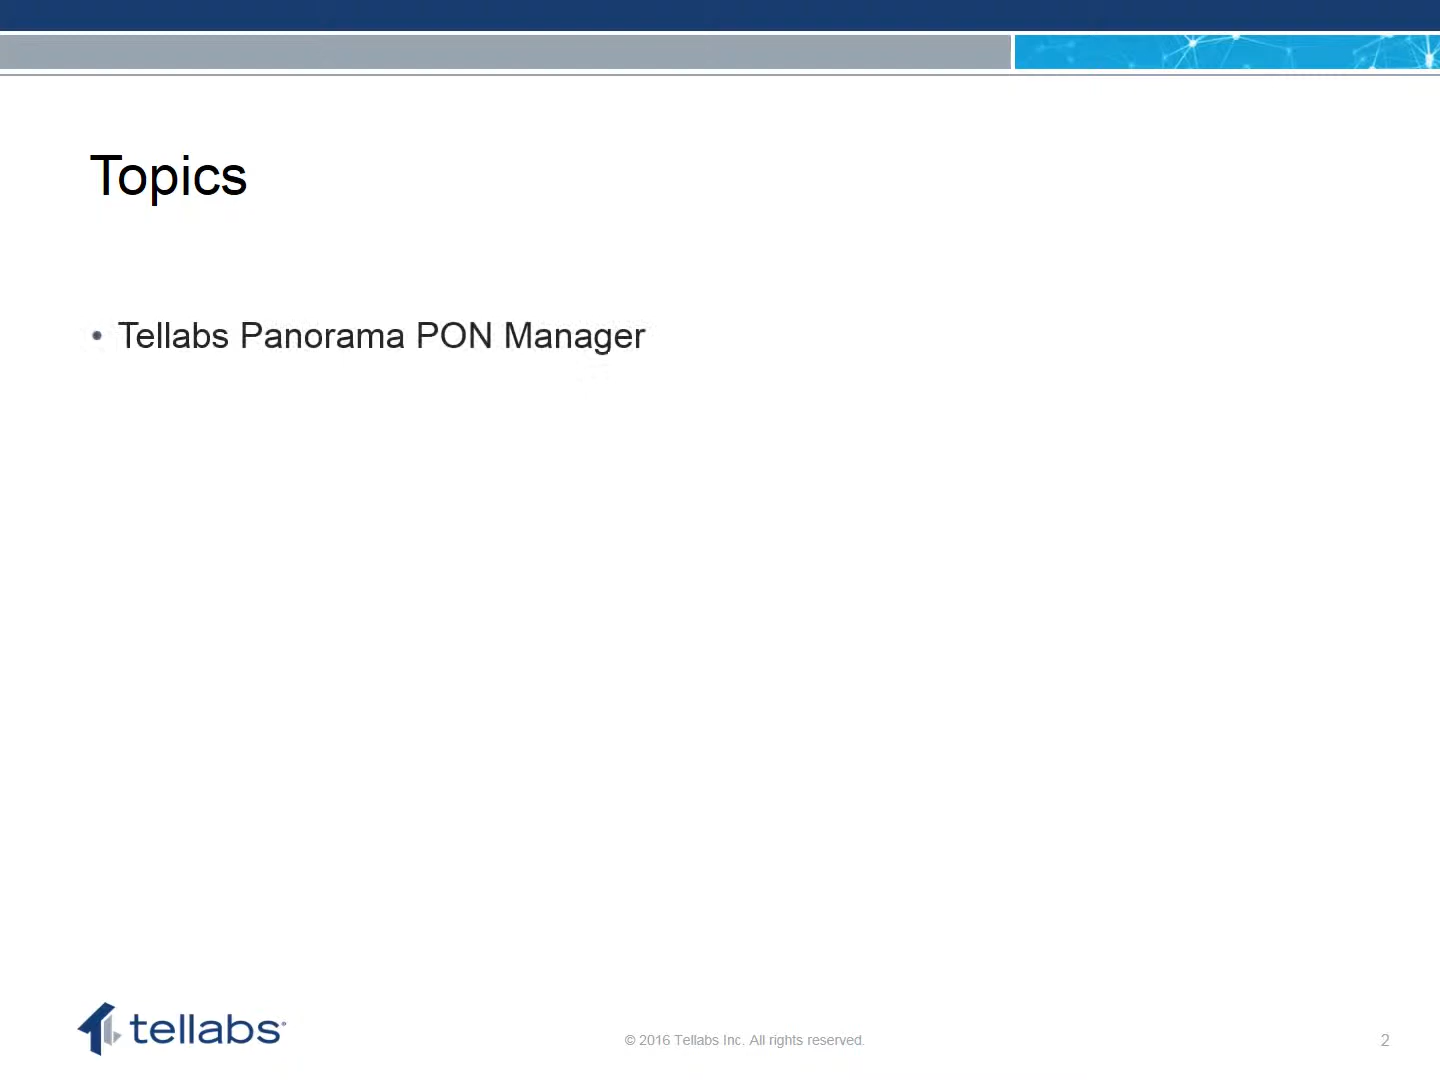 Topics
• Tellabs Panorama PON Manager
tellabs
© 2016 Tellabs Inc. All rights reserved.
2